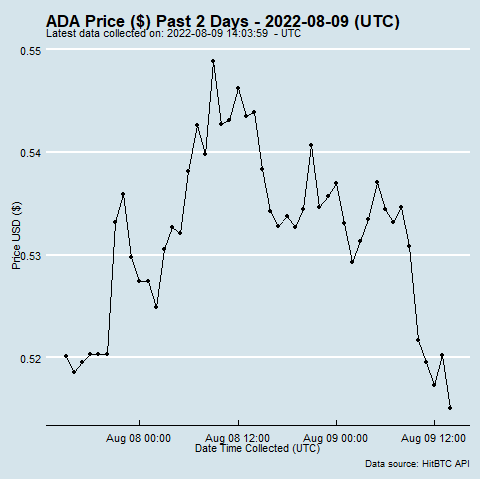 ADA Price ($) Past 2 Days - 2022-08-09 (UTC)
Latest data collected on: 2022-08-09 14:03:59 - UTC
0.55
0.54
0.53
0.52
Price USD ($)
Aug 08 00:00 Aug 08 12:00 Aug 09 00:00 Aug 09 12:00
Date Time Collected (UTC)
Data source: HitBTC API